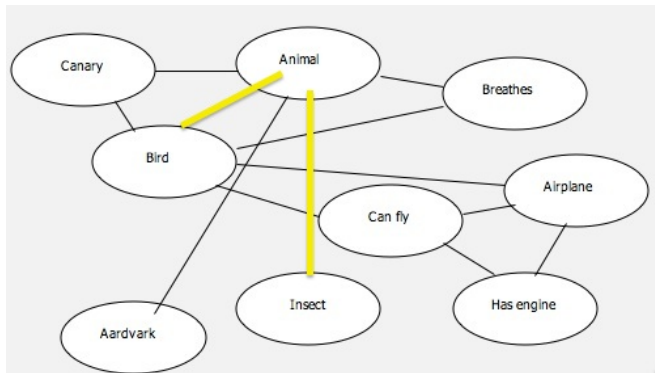 Animal
Canary
Breathes
Bird
Airplane
Can fly
Insect
Has engine
Aardvark